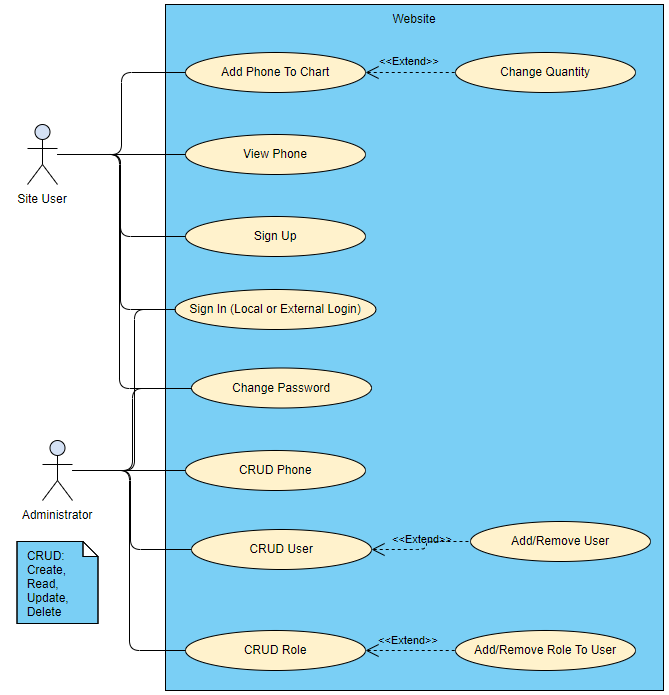 Website
Add Phone To Chart
<<Extend>>
Change Quantity
View Phone
Site User
Sign Up
Sign In (Local or External Login)
Change Password
CRUD Phone
Administrator
CRUD:
Create,
Read,
Update,
Delete
CRUD User
<<Extend>>
Add/Remove User
CRUD Role
<<Extend>>
Add/Remove Role To User